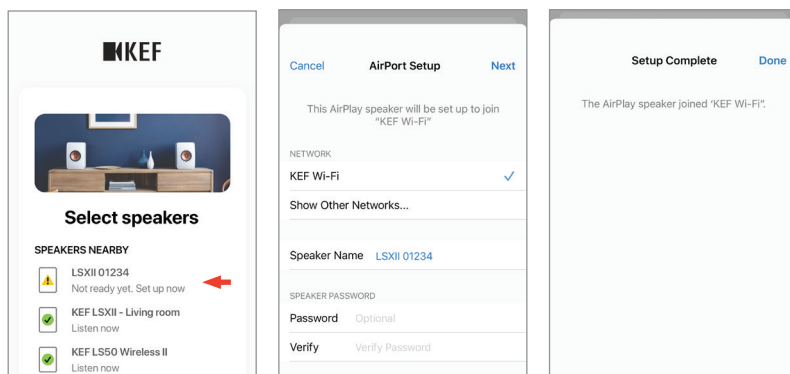 KEF
Select speakers
SPEAKERS NEARBY
LSXII 01234
Not ready yet. Set up now
KEF LSXII - Living room
Listen now
KEF LS50 Wireless II
Listen now
Cancel AirPort Setup Next
This AirPlay speaker will be set up to join
"KEF Wi-Fi"
NETWORK
KEF Wi-Fi
Show Other Networks...
Speaker Name LSXII 01234
SPEAKER PASSWORD
Password Optional
Verify Verify Password
Setup Complete Done
The AirPlay speaker joined ‘KEF Wi-Fi”.